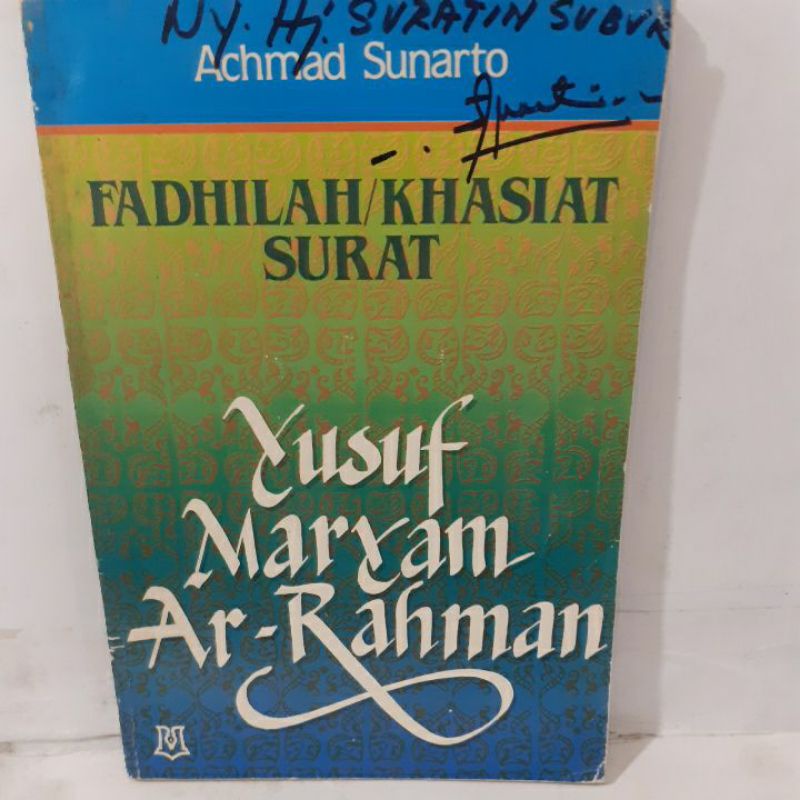 Ny. Hj. SURATIN SUBUR
Achmad Sunarto
FADHILAH/KHASIAT
SURAT
Yusuf
Maryam
Ar-Rahman